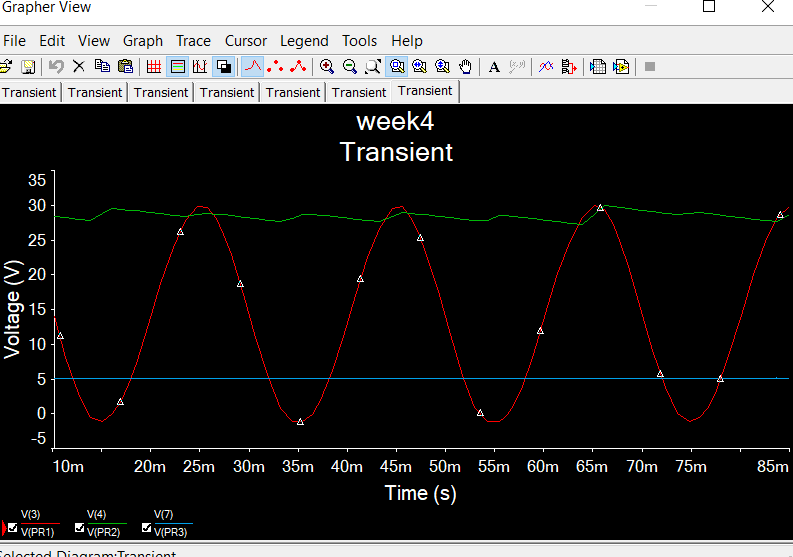 Grapher View
File Edit View Graph Trace Cursor Legend Tools Help
A
Transient Transient Transient Transient Transient Transient Transient
week4
Transient
Voltage (V)
35
30
25
20
15
10
5
0
-5
10m 20m 25m 30m 35m 40m 45m 50m 55m 60m 65m 70m 75m 85m
Time (s)
V(3) V(4) V(7)
V(PR1) V(PR2) V(PR3)
Selected Diagram:Transient